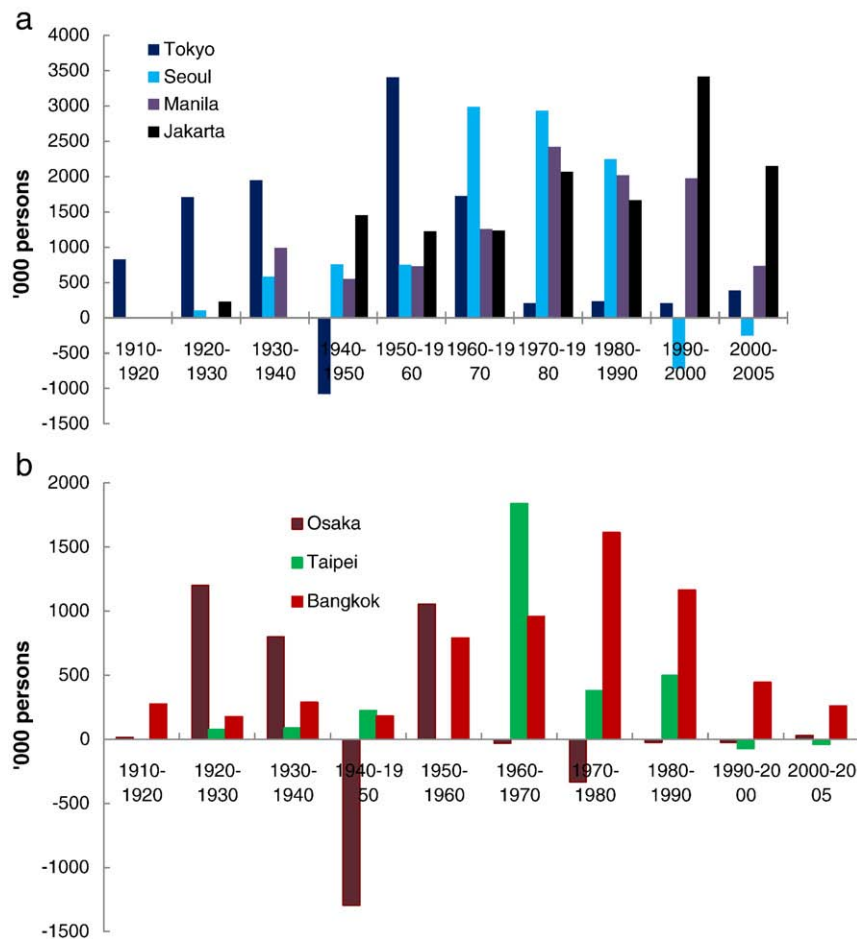 a
4000
3500
3000
2500
2000
1500
1000
500
0
-500
-1000
-1500
'000 persons
Tokyo
Seoul
Manila
Jakarta
1910- 1920- 1930- 1940- 1950-19 1960-19 1970-19 1980- 1990- 2000-
1920 1930 1940 1950 60 70 80 1990 2000 2005
b
2000
1500
1000
500
0
-500
-1000
-1500
'000 persons
Osaka
Taipei
Bangkok
1910- 1920- 1930- 1940-19 1950- 1960- 1970- 1980- 1990-20 2000-20
1920 1930 1940 50 1960 1970 1980 1990 00 05